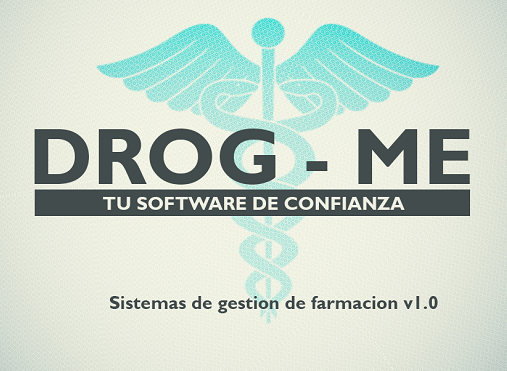 DROG - ME
TU SOFTWARE DE CONFIANZA
Sistemas de gestion de farmacion v1.0